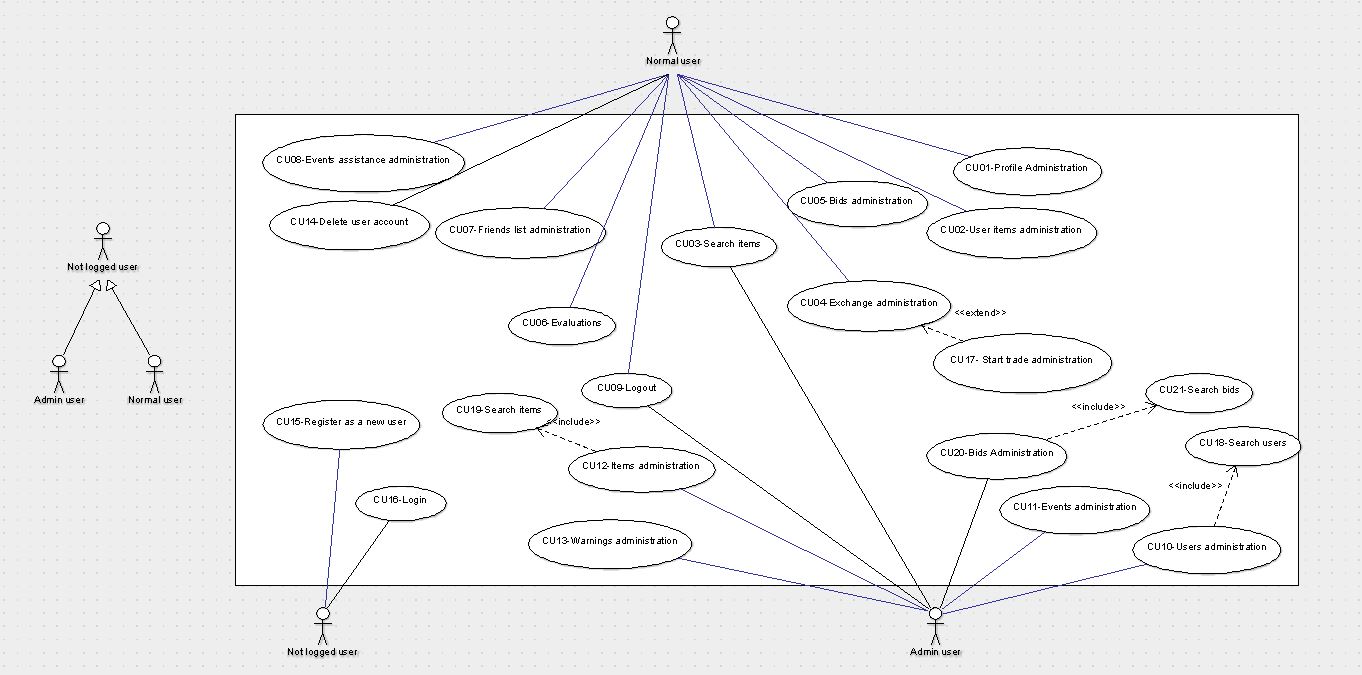 Normal user
CU08-Events assistance administration
CU01-Profile Administration
CU05-Bids administration
CU14-Delete user account
CU07-Friends list administration
CU02-User items administration
CU03-Search items
Not logged user
CU04-Exchange administration
<<extend>>
CU06-Evaluations
CU17- Start trade administration
CU09-Logout
CU21-Search bids
Admin user
Normal user
<<include>>
CU19-Search items
<<include>>
CU15-Register as a new user
CU18-Search users
CU20-Bids Administration
CU12-Items administration
<<include>>
CU16-Login
CU11-Events administration
CU13-Warnings administration
CU10-Users administration
Not logged user
Admin user